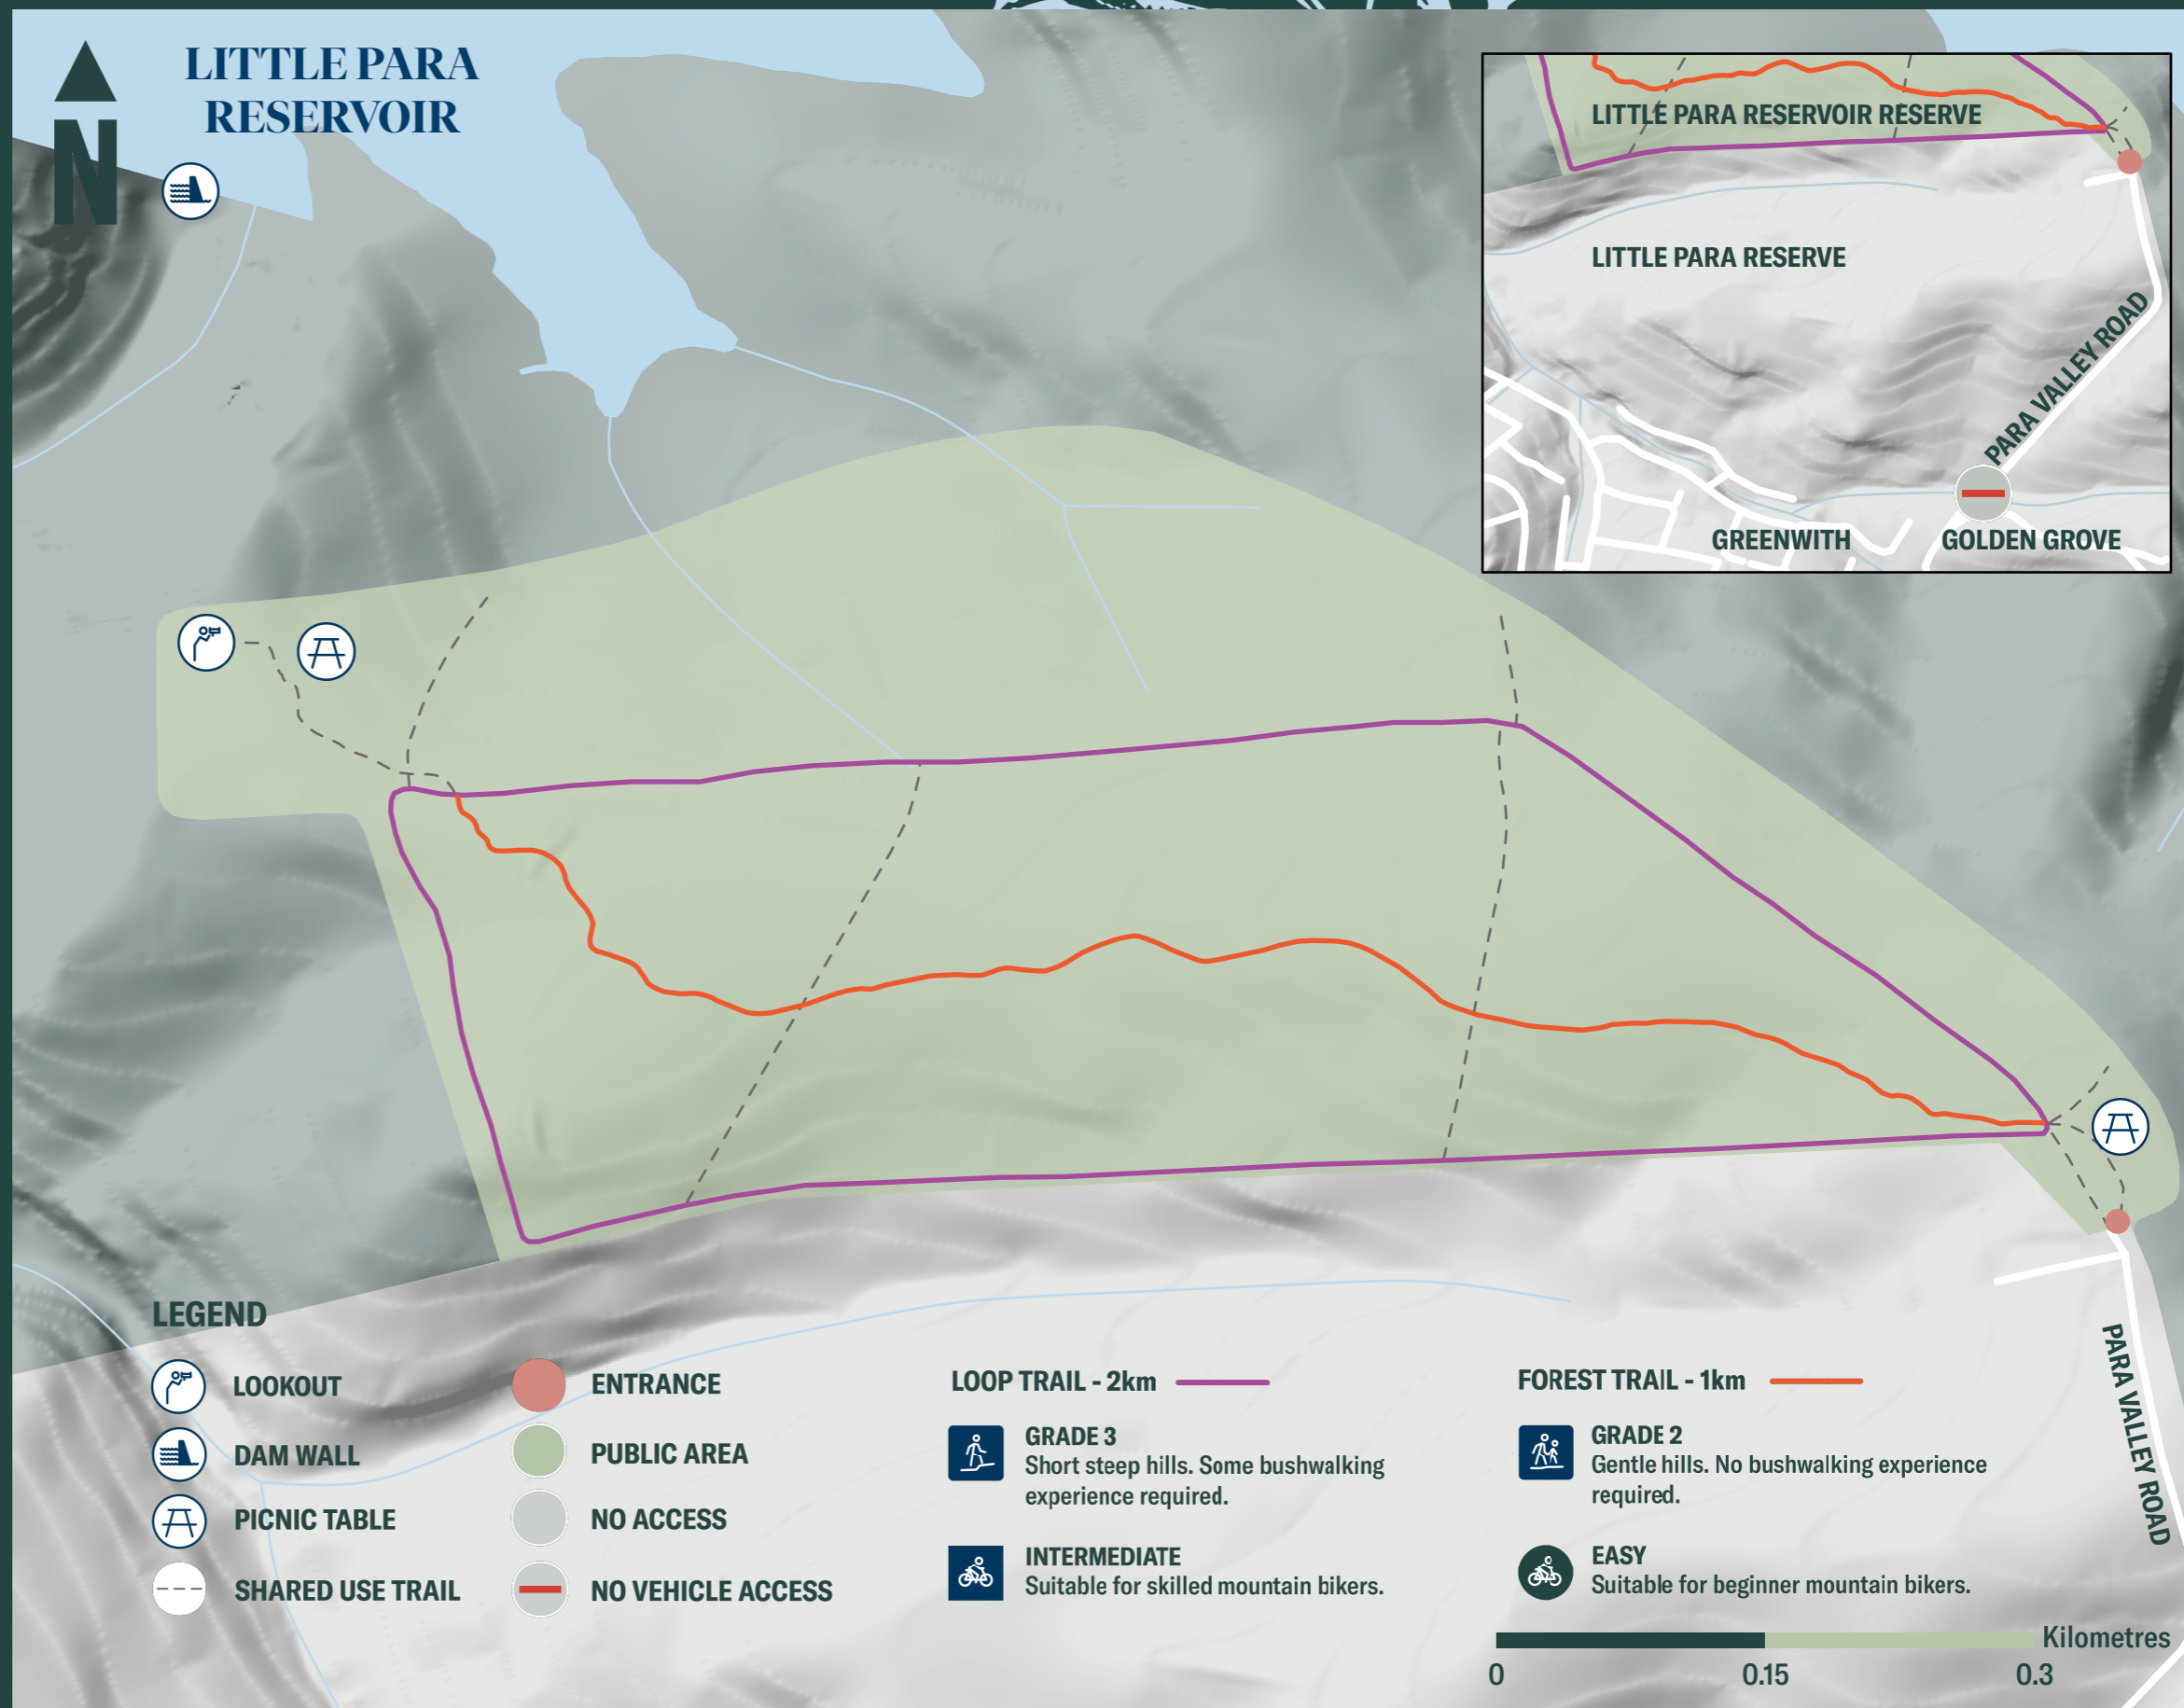 LITTLE PARA
RESERVOIR
N
LITTLE PARA RESERVOIR RESERVE
LITTLE PARA RESERVE
PARA VALLEY ROAD
GREENWITH
GOLDEN GROVE
LEGEND
LOOKOUT
DAM WALL
PICNIC TABLE
SHARED USE TRAIL
ENTRANCE
PUBLIC AREA
NO ACCESS
NO VEHICLE ACCESS
LOOP TRAIL - 2km
GRADE 3
Short steep hills. Some bushwalking
experience required.
INTERMEDIATE
Suitable for skilled mountain bikers.
FOREST TRAIL - 1km
GRADE 2
Gentle hills. No bushwalking experience
required.
EASY
Suitable for beginner mountain bikers.
PARA VALLEY ROAD
Kilometres
0 0.15 0.3